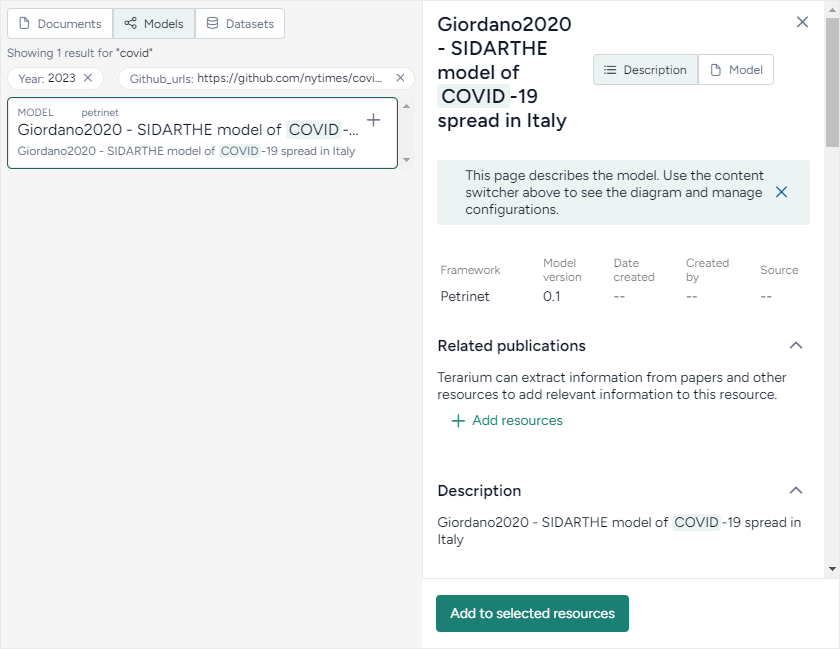 Documents
Models
Datasets
Showing 1 result for "covid"
Year: 2023
Github_urls: https://github.com/nytimes/covi...
MODEL petrinet
Giordano2020 - SIDARTHE model of COVID -...
Giordano2020 - SIDARTHE model of COVID -19 spread in Italy
Giordano2020
- SIDARTHE
model of
COVID -19
spread in Italy
Description
Model
This page describes the model. Use the content
switcher above to see the diagram and manage
configurations.
Framework
Model
version
Date
created
Created
by
Source
Petrinet
0.1
--
--
--
Related publications
Terarium can extract information from papers and other
resources to add relevant information to this resource.
Add resources
Description
Giordano2020 - SIDARTHE model of COVID -19 spread in
Italy
Add to selected resources